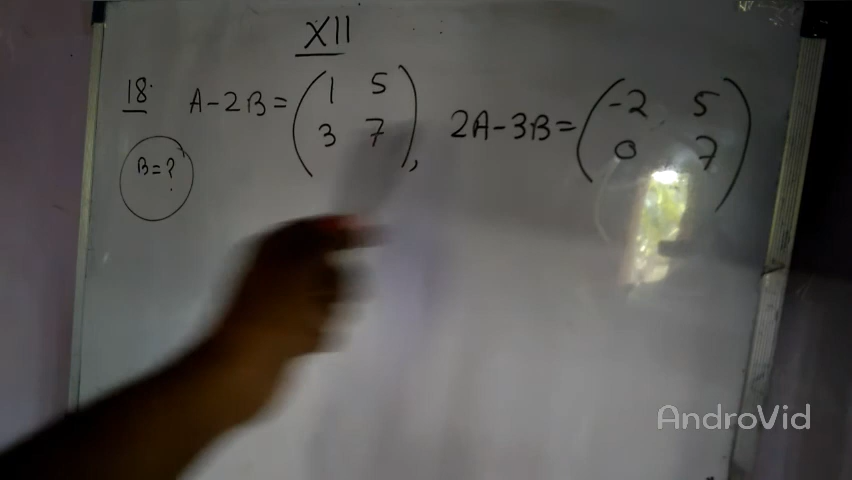 XII
18. A-2B = (1 5
3 7), 2A-3B = (-2 5
0 7)
B = ?
AndroVid